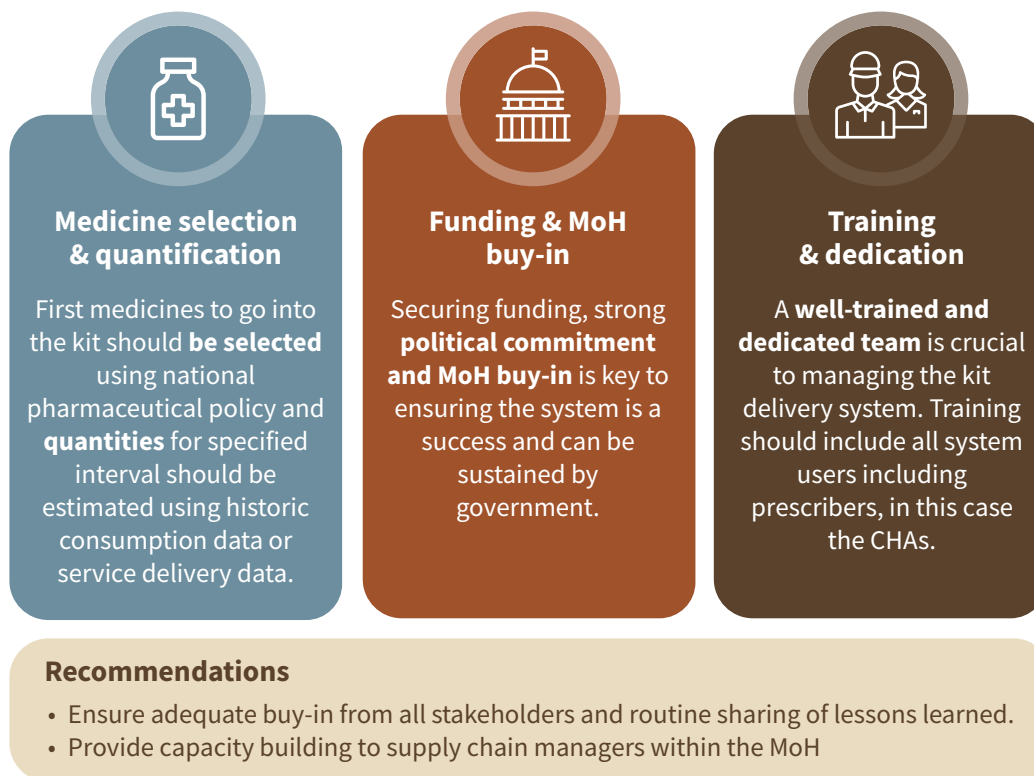 Medicine selection
& quantification
First medicines to go into
the kit should be selected
using national
pharmaceutical policy and
quantities for specified
interval should be
estimated using historic
consumption data or
service delivery data.
Funding & MoH
buy-in
Securing funding, strong
political commitment
and MoH buy-in is key to
ensuring the system is a
success and can be
sustained by
government.
Training
& dedication
A well-trained and
dedicated team is crucial
to managing the kit
delivery system. Training
should include all system
users including
prescribers, in this case
the CHAs.
Recommendations
• Ensure adequate buy-in from all stakeholders and routine sharing of lessons learned.
• Provide capacity building to supply chain managers within the MoH